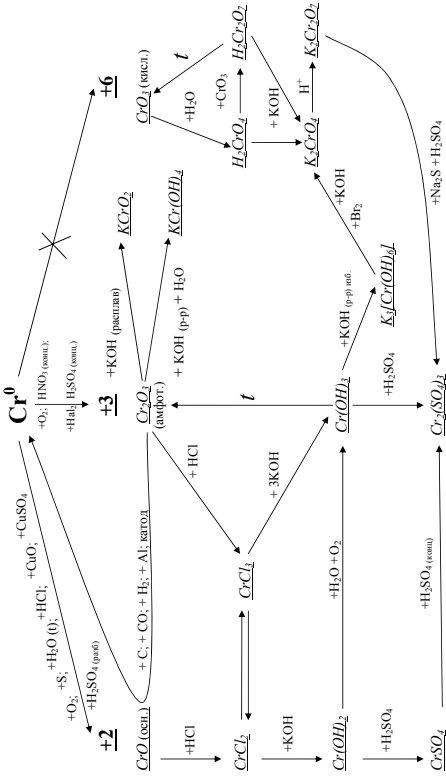 Cr⁰
+O₂; HNO₃ (конц.);
+Hal₂ H₂SO₄ (конц.)
+CuSO₄
+CuO;
+HCl;
+H₂O (t);
+S;
+O₂;
+H₂SO₄ (разб)
+2
+3
+6
CrO (осн.)
Cr₂O₃
(амфот.)
CrO₃ (кисл.)
+ C; + CO; + H₂; + Al; катод
+KOH (расплав)
KCrO₂
+ KOH (р-р) + H₂O
KCr(OH)₄
t
+H₂O
H₂CrO₄
+CrO₃
H₂Cr₂O₇
+ KOH
+HCl
+ HCl
CrCl₂
CrCl₃
t
K₂CrO₄
H⁺
K₂Cr₂O₇
+KOH
+ 3KOH
+KOH
+Br₂
Cr(OH)₂
+H₂O + O₂
Cr(OH)₃
+KOH (р-р) изб.
K₃[Cr(OH)₆]
+H₂SO₄
+H₂SO₄
+Na₂S + H₂SO₄
CrSO₄
+H₂SO₄ (конц)
Cr₂(SO₄)₃